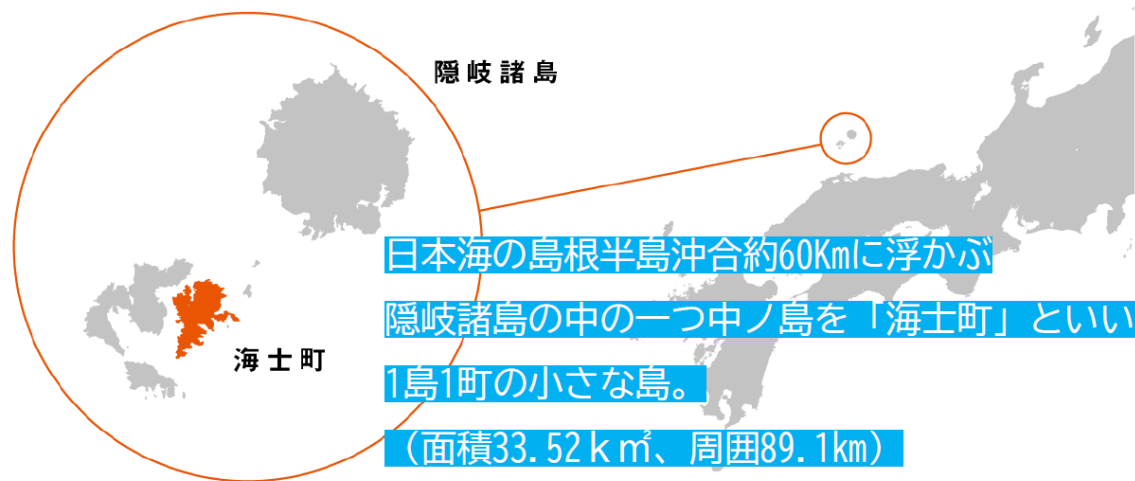 隠岐諸島
海士町
日本海の島根半島沖合約60Kmに浮かぶ
隠岐諸島の中の一つ中ノ島を「海士町」といい
1島1町の小さな島。
（面積33.52ｋ㎡、周囲89.1㎞）